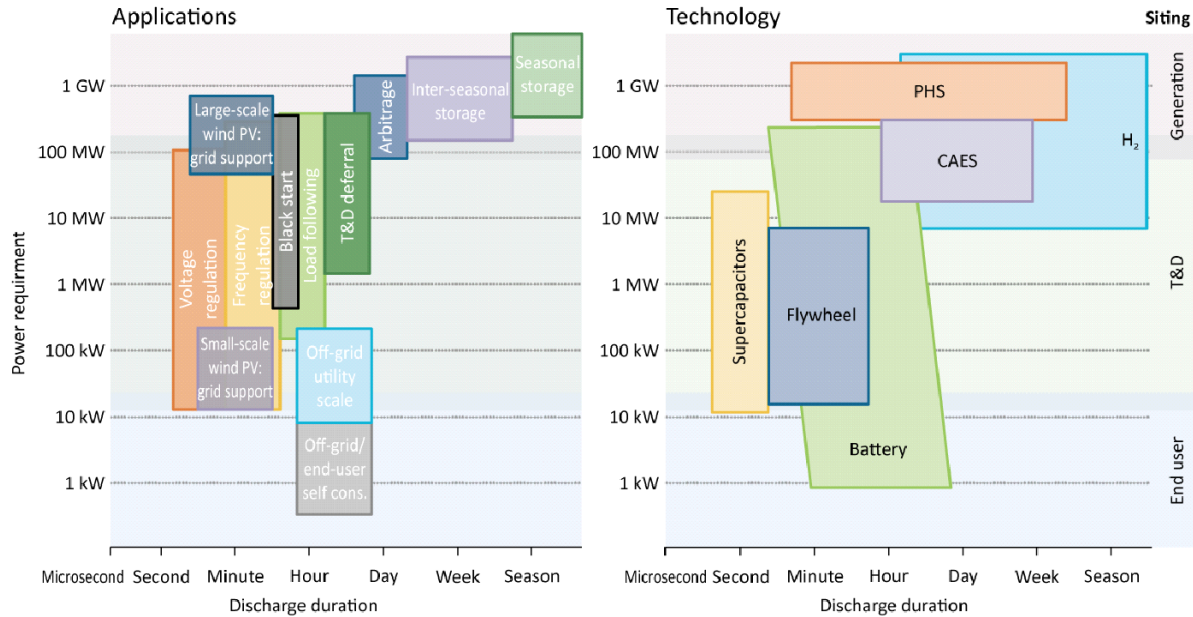 Applications
Power requirment
1 GW
100 MW
10 MW
1 MW
100 kW
10 kW
1 kW
Large-scale
wind PV:
grid support
Voltage
regulation
Frequency
regulation
Small-scale
wind PV:
grid support
Black start
Load following
T&D deferral
Arbitrage
Inter-seasonal
storage
Seasonal
storage
Off-grid
utility
scale
Off-grid/
end-user
self cons.
Microsecond Second Minute Hour Day Week Season
Discharge duration
Technology
Siting
1 GW
100 MW
10 MW
1 MW
100 kW
10 kW
1 kW
PHS
H₂
CAES
Supercapacitors
Flywheel
Battery
Generation
T&D
End user
Microsecond Second Minute Hour Day Week Season
Discharge duration